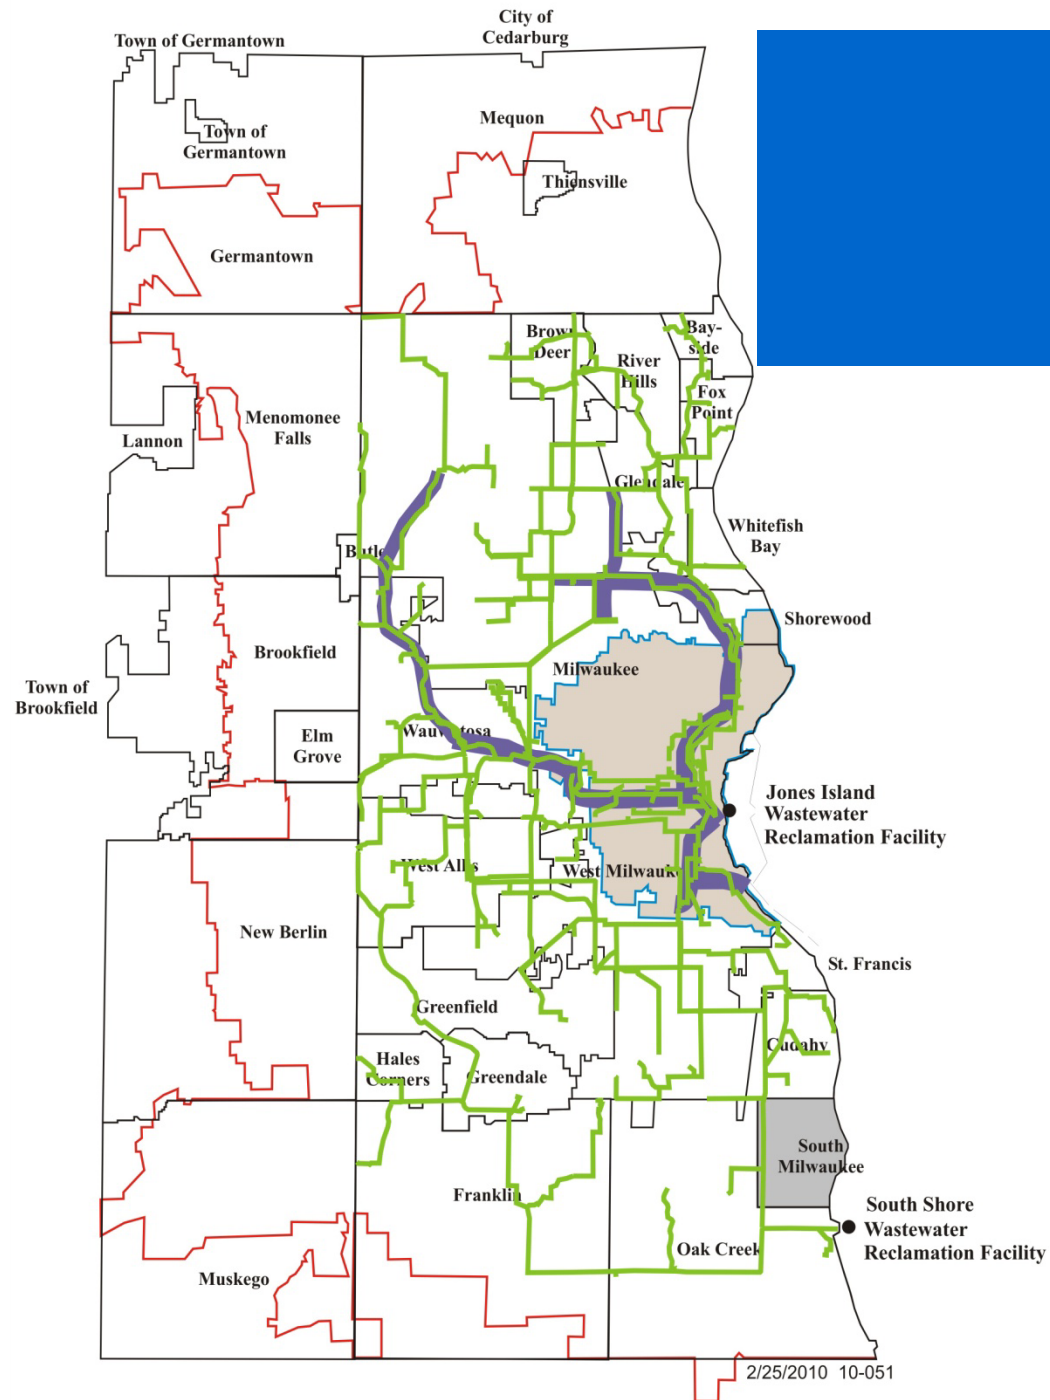 City of
Cedarburg
Town of Germantown
Mequon
Town of
Germantown
Thiensville
Germantown
Bay-
side
Brown
Deer
River
Hills
Fox
Point
Menomonee
Falls
Lannon
Glendale
Whitefish
Bay
Butler
Shorewood
Brookfield
Milwaukee
Town of
Brookfield
Elm
Grove
Wauwatosa
Jones Island
Wastewater
Reclamation Facility
West Allis
West Milwaukee
New Berlin
St. Francis
Greenfield
Cudahy
Hales
Corners
Greendale
South
Milwaukee
Franklin
South Shore
Wastewater
Reclamation Facility
Oak Creek
Muskego
2/25/2010 10-051